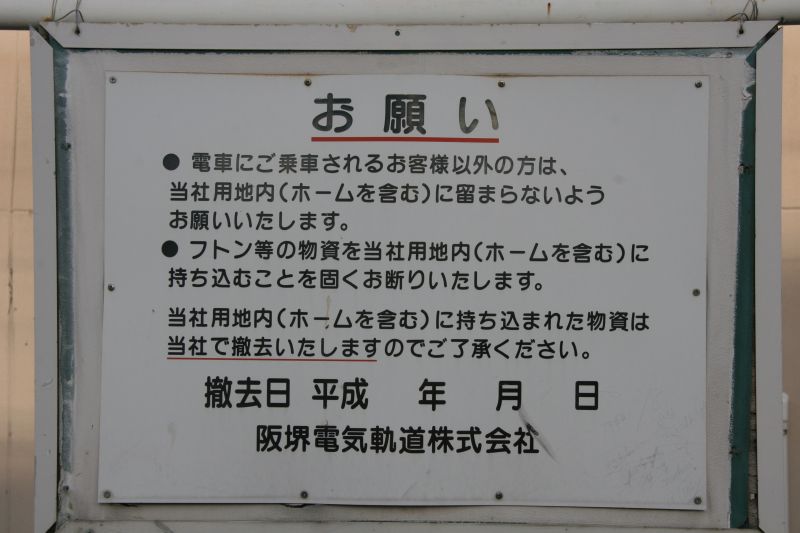 お願い
● 電車にご乗車されるお客様以外の方は、
当社用地内(ホームを含む)に留まらないよう
お願いいたします。
● フトン等の物資を当社用地内(ホームを含む)に
持ち込むことを固くお断りいたします。
当社用地内(ホームを含む)に持ち込まれた物資は
当社で撤去いたしますのでご了承ください。
撤去日 平成　年　月　日
阪堺電気軌道株式会社